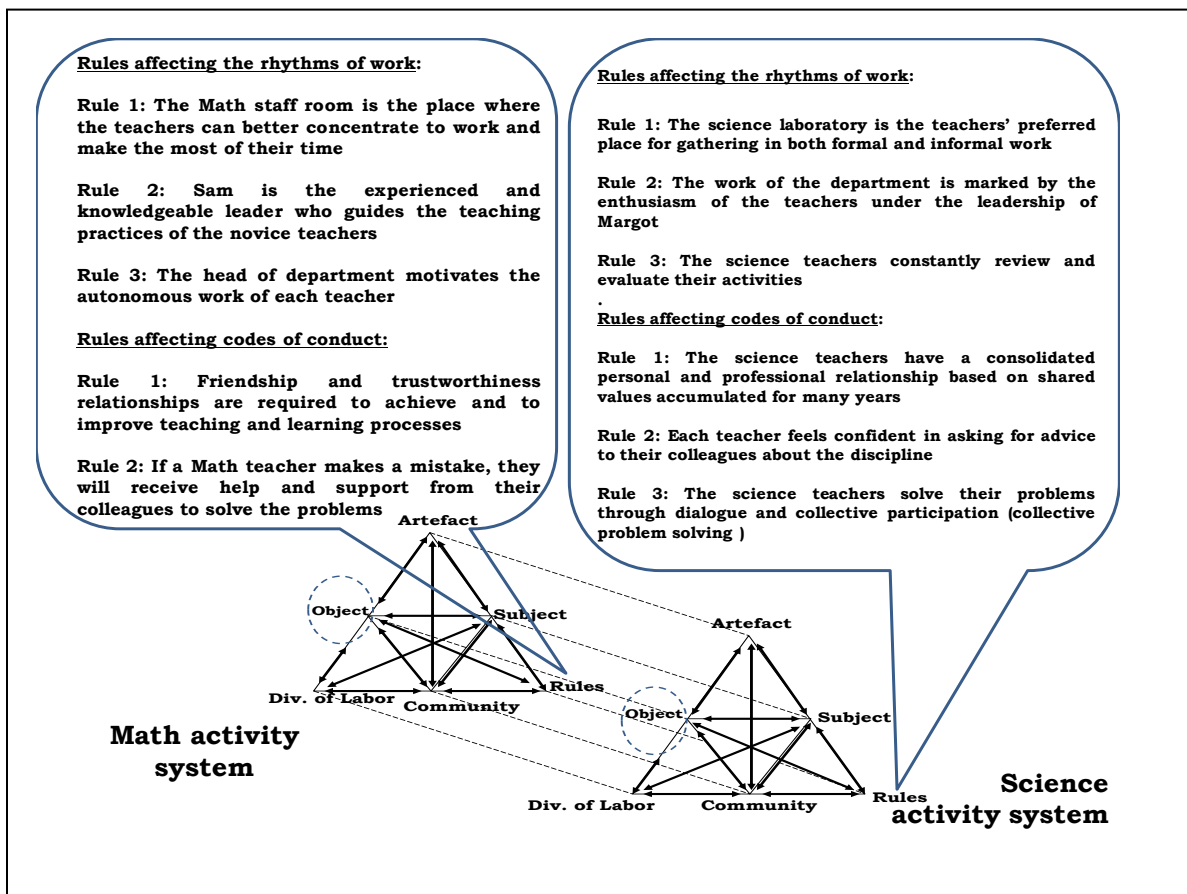 Rules affecting the rhythms of work:
Rule 1: The Math staff room is the place where
the teachers can better concentrate to work and
make the most of their time
Rule 2: Sam is the experienced and
knowledgeable leader who guides the teaching
practices of the novice teachers
Rule 3: The head of department motivates the
autonomous work of each teacher
Rules affecting codes of conduct:
Rule 1: Friendship and trustworthiness
relationships are required to achieve and to
improve teaching and learning processes
Rule 2: If a Math teacher makes a mistake, they
will receive help and support from their
colleagues to solve the problems
Rules affecting the rhythms of work:
Rule 1: The science laboratory is the teachers’ preferred
place for gathering in both formal and informal work
Rule 2: The work of the department is marked by the
enthusiasm of the teachers under the leadership of
Margot
Rule 3: The science teachers constantly review and
evaluate their activities
.
Rules affecting codes of conduct:
Rule 1: The science teachers have a consolidated
personal and professional relationship based on shared
values accumulated for many years
Rule 2: Each teacher feels confident in asking for advice
to their colleagues about the discipline
Rule 3: The science teachers solve their problems
through dialogue and collective participation (collective
problem solving )
Artefact
Object
Subject
Div. of Labor
Community
Rules
Math activity
system
Artefact
Object
Subject
Div. of Labor
Community
Rules
Science
activity system